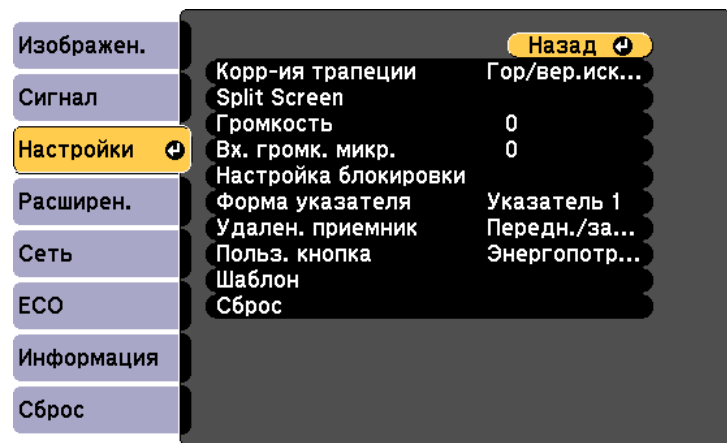 Изображен.
Сигнал
Настройки
Расширен.
Сеть
ECO
Информация
Сброс
Назад
Корр-ия трапеции Гор/вер.иск...
Split Screen
Громкость 0
Вх. громк. микр. 0
Настройка блокировки
Форма указателя Указатель 1
Удален. приемник Передн./за...
Польз. кнопка Энергопотр...
Шаблон
Сброс